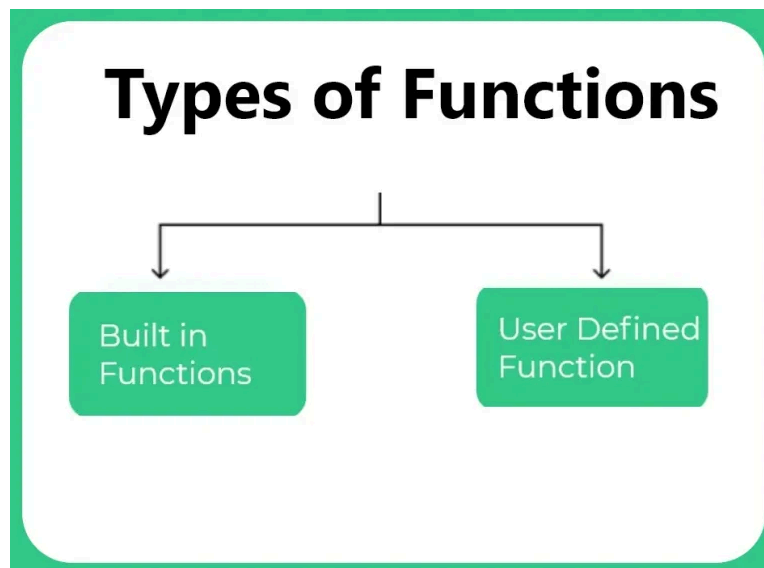 Types of Functions
Built in
Functions
User Defined
Function